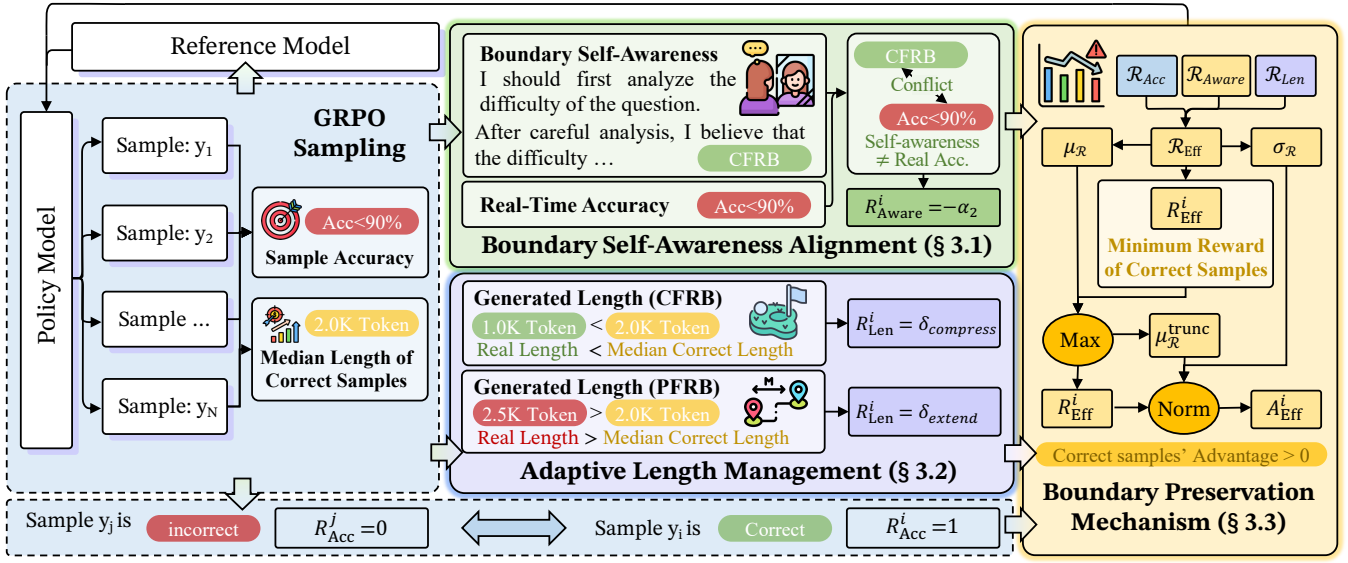 Reference Model
Policy Model
GRPO
Sampling
Sample: y1
Sample: y2
Sample ...
Sample: yN
Acc<90%
Sample Accuracy
2.0K Token
Median Length of
Correct Samples
Boundary Self-Awareness
I should first analyze the
difficulty of the question.
After careful analysis, I believe that
the difficulty ...
CFRB
Real-Time Accuracy
Acc<90%
CFRB
Conflict
Acc<90%
Self-awareness
≠ Real Acc.
R^i_Aware =−α2
Boundary Self-Awareness Alignment (§ 3.1)
Generated Length (CFRB)
1.0K Token < 2.0K Token
Real Length < Median Correct Length
R^i_Len = δ_compress
Generated Length (PFRB)
2.5K Token > 2.0K Token
M
Real Length > Median Correct Length
R^i_Len = δ_extend
Adaptive Length Management (§ 3.2)
Sample yj is incorrect R^j_Acc =0
Sample yi is Correct R^i_Acc =1
ℛ_Acc ℛ_Aware ℛ_Len
μ_ℛ ℛ_Eff σ_ℛ
R^i_Eff
Minimum Reward
of Correct Samples
Max μ^trunc_ℛ
R^i_Eff Norm A^i_Eff
Correct samples' Advantage > 0
Boundary Preservation
Mechanism (§ 3.3)